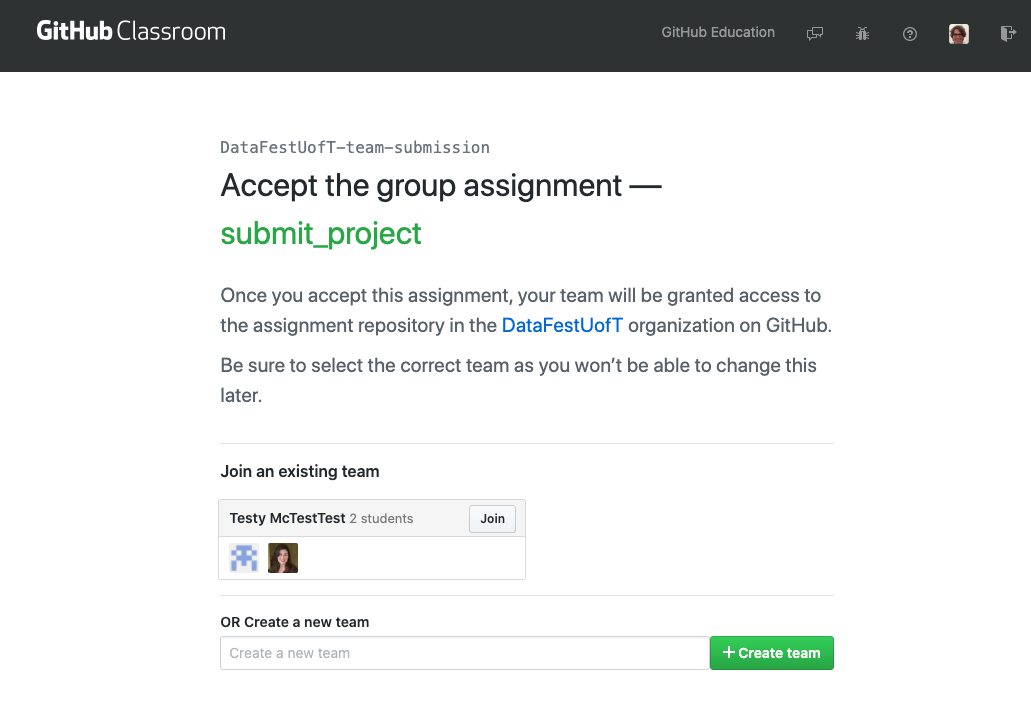 GitHub Classroom
GitHub Education
DataFestUofT-team-submission
Accept the group assignment —
submit_project
Once you accept this assignment, your team will be granted access to
the assignment repository in the DataFestUofT organization on GitHub.
Be sure to select the correct team as you won’t be able to change this
later.
Join an existing team
Testy McTestTest 2 students
Join
OR Create a new team
Create a new team
+ Create team